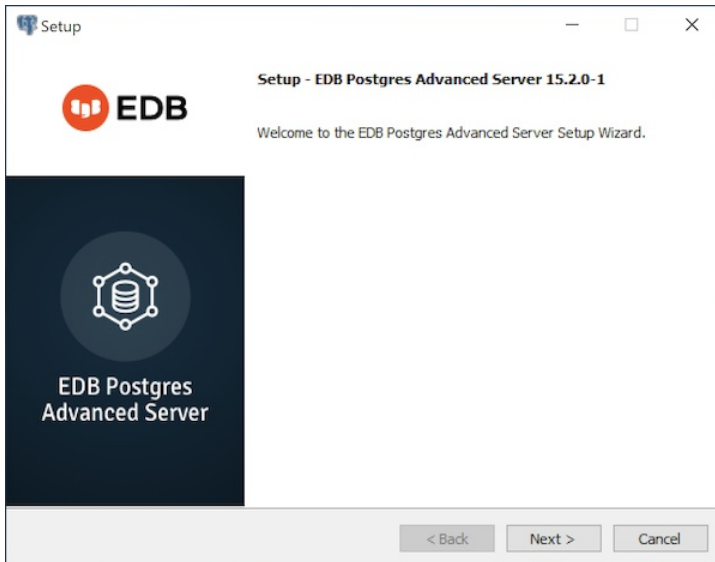 Setup
EDB
Setup - EDB Postgres Advanced Server 15.2.0-1
Welcome to the EDB Postgres Advanced Server Setup Wizard.
EDB Postgres
Advanced Server
< Back
Next >
Cancel